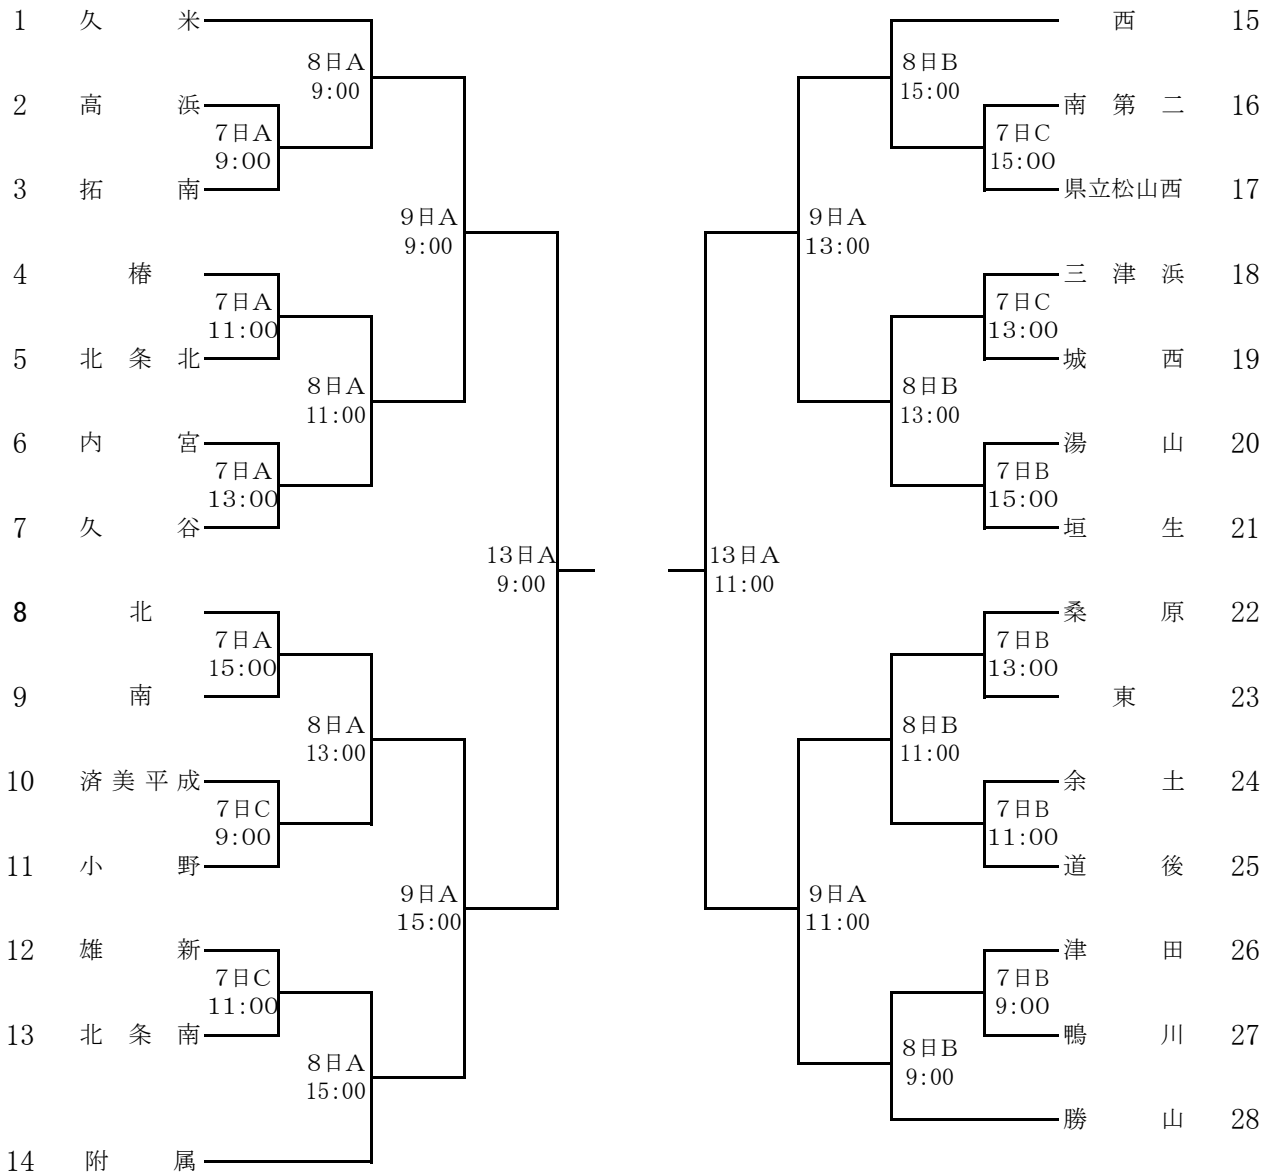 1 久米
8日A
9:00
2 高浜
7日A
9:00
3 拓南
9日A
9:00
4 椿
7日A
11:00
5 北条北
8日A
11:00
6 内宮
7日A
13:00
7 久谷
13日A
9:00
8 北
7日A
15:00
9 南
8日A
13:00
10 済美平成
7日C
9:00
11 小野
9日A
15:00
12 雄新
7日C
11:00
13 北条南
8日A
15:00
14 附属
西 15
8日B
15:00
南第二 16
7日C
15:00
県立松山西 17
9日A
13:00
三津浜 18
7日C
13:00
城西 19
8日B
13:00
湯山 20
7日B
15:00
垣生 21
13日A
11:00
桑原 22
7日B
13:00
東 23
8日B
11:00
余土 24
7日B
11:00
道後 25
9日A
11:00
津田 26
7日B
9:00
鴨川 27
8日B
9:00
勝山 28